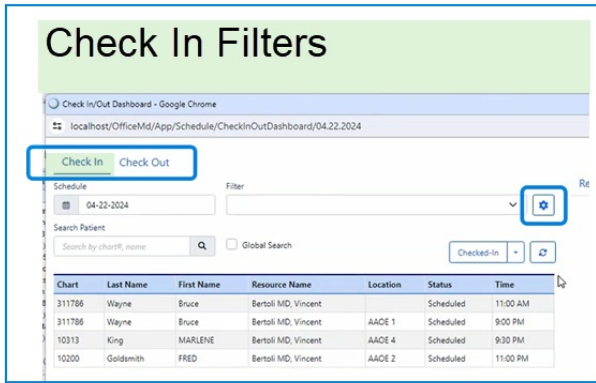 Check In Filters
Check In/Out Dashboard - Google Chrome
localhost/OfficeMd/App/Schedule/CheckInOutDashboard/04.22.2024
Check In Check Out
Schedule Filter Re
04-22-2024
Search Patient
Search by chart#, name Global Search Checked-In
Chart Last Name First Name Resource Name Location Status Time
311786 Wayne Bruce Bertoli MD, Vincent Scheduled 11:00 AM
311786 Wayne Bruce Bertoli MD, Vincent AAOE 1 Scheduled 9:00 PM
10313 King MARLENE Bertoli MD, Vincent AAOE 4 Scheduled 9:30 PM
10200 Goldsmith FRED Bertoli MD, Vincent AAOE 2 Scheduled 11:00 PM